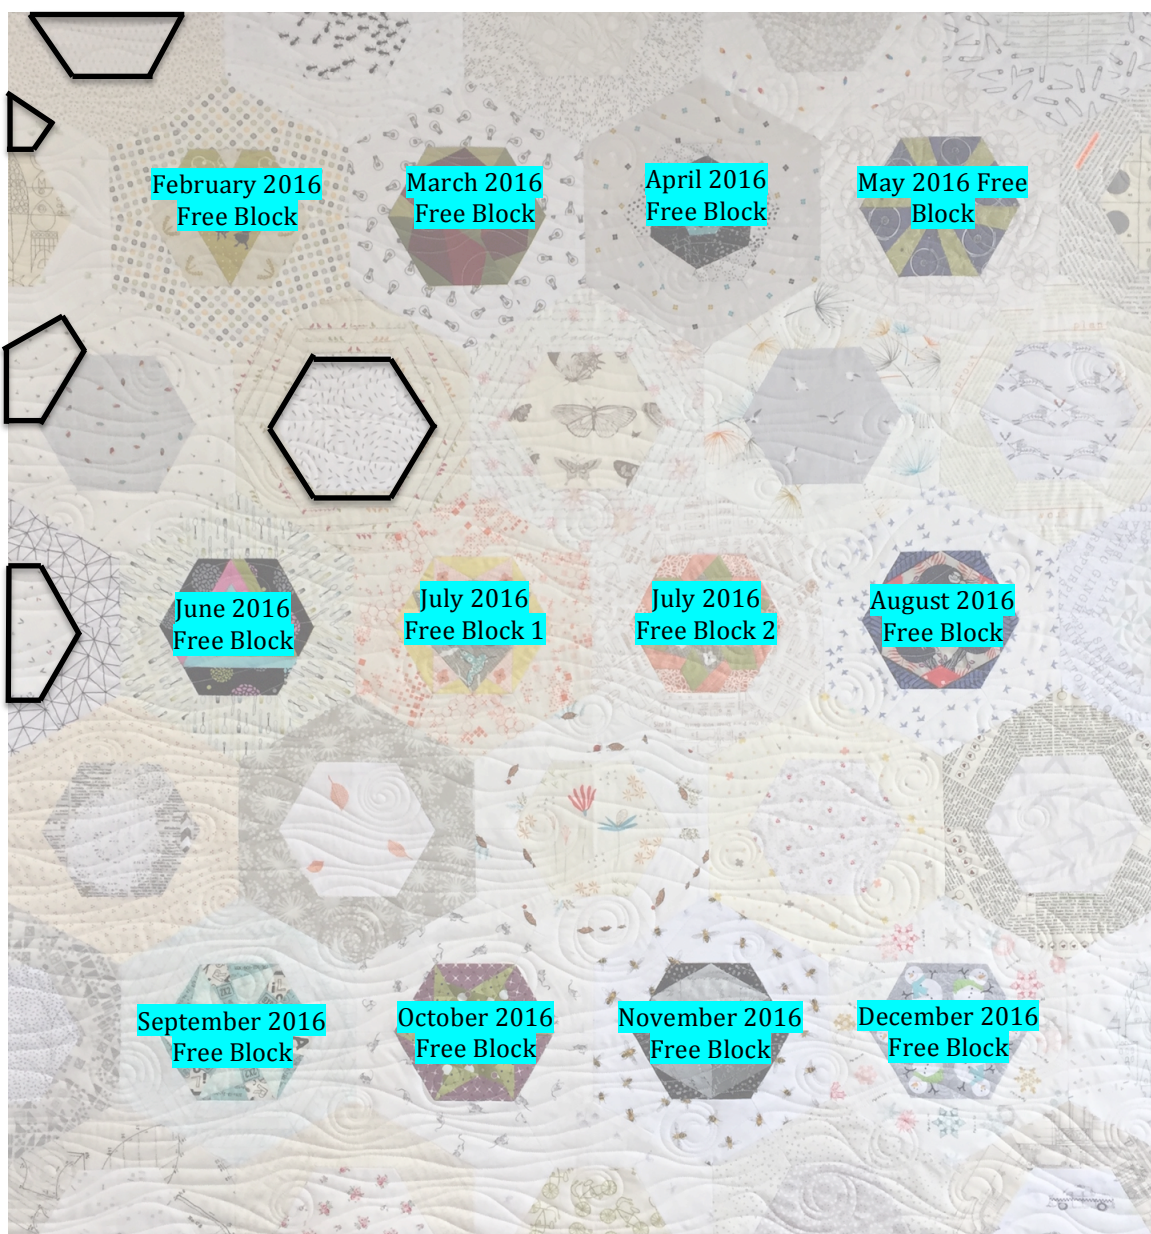 February 2016
Free Block
March 2016
Free Block
April 2016
Free Block
May 2016 Free
Block
June 2016
Free Block
July 2016
Free Block 1
July 2016
Free Block 2
August 2016
Free Block
September 2016
Free Block
October 2016
Free Block
November 2016
Free Block
December 2016
Free Block